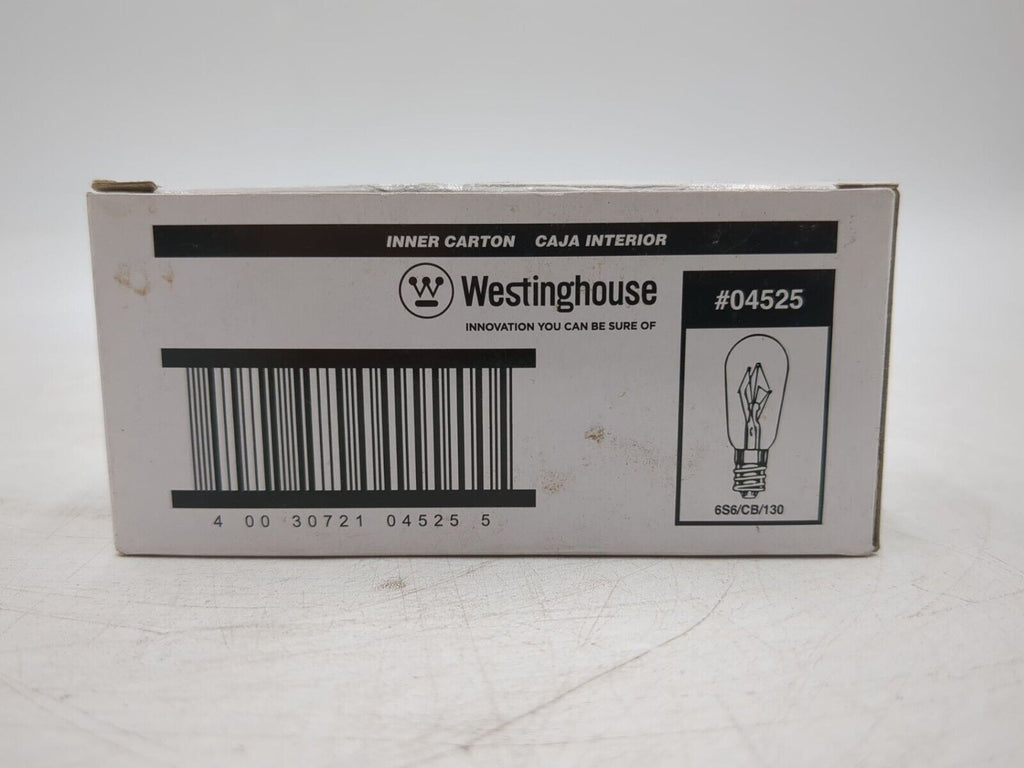 INNER CARTON CAJA INTERIOR
Westinghouse
INNOVATION YOU CAN BE SURE OF
#04525
4 00 30721 04525 5
6S6/CB/130